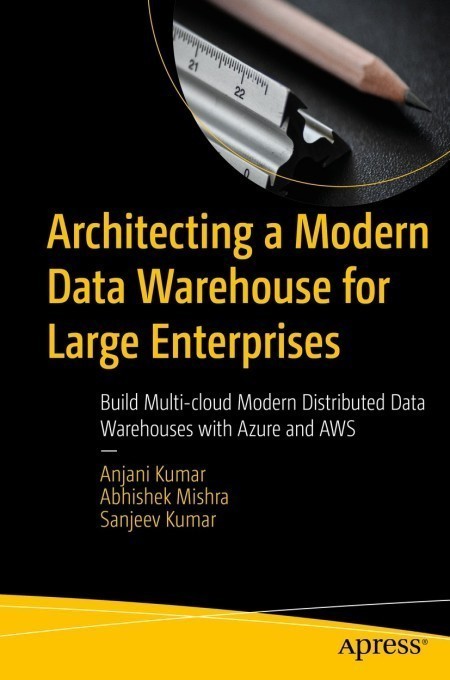 21
22
Architecting a Modern
Data Warehouse for
Large Enterprises
Build Multi-cloud Modern Distributed Data
Warehouses with Azure and AWS
—
Anjani Kumar
Abhishek Mishra
Sanjeev Kumar
Apress®